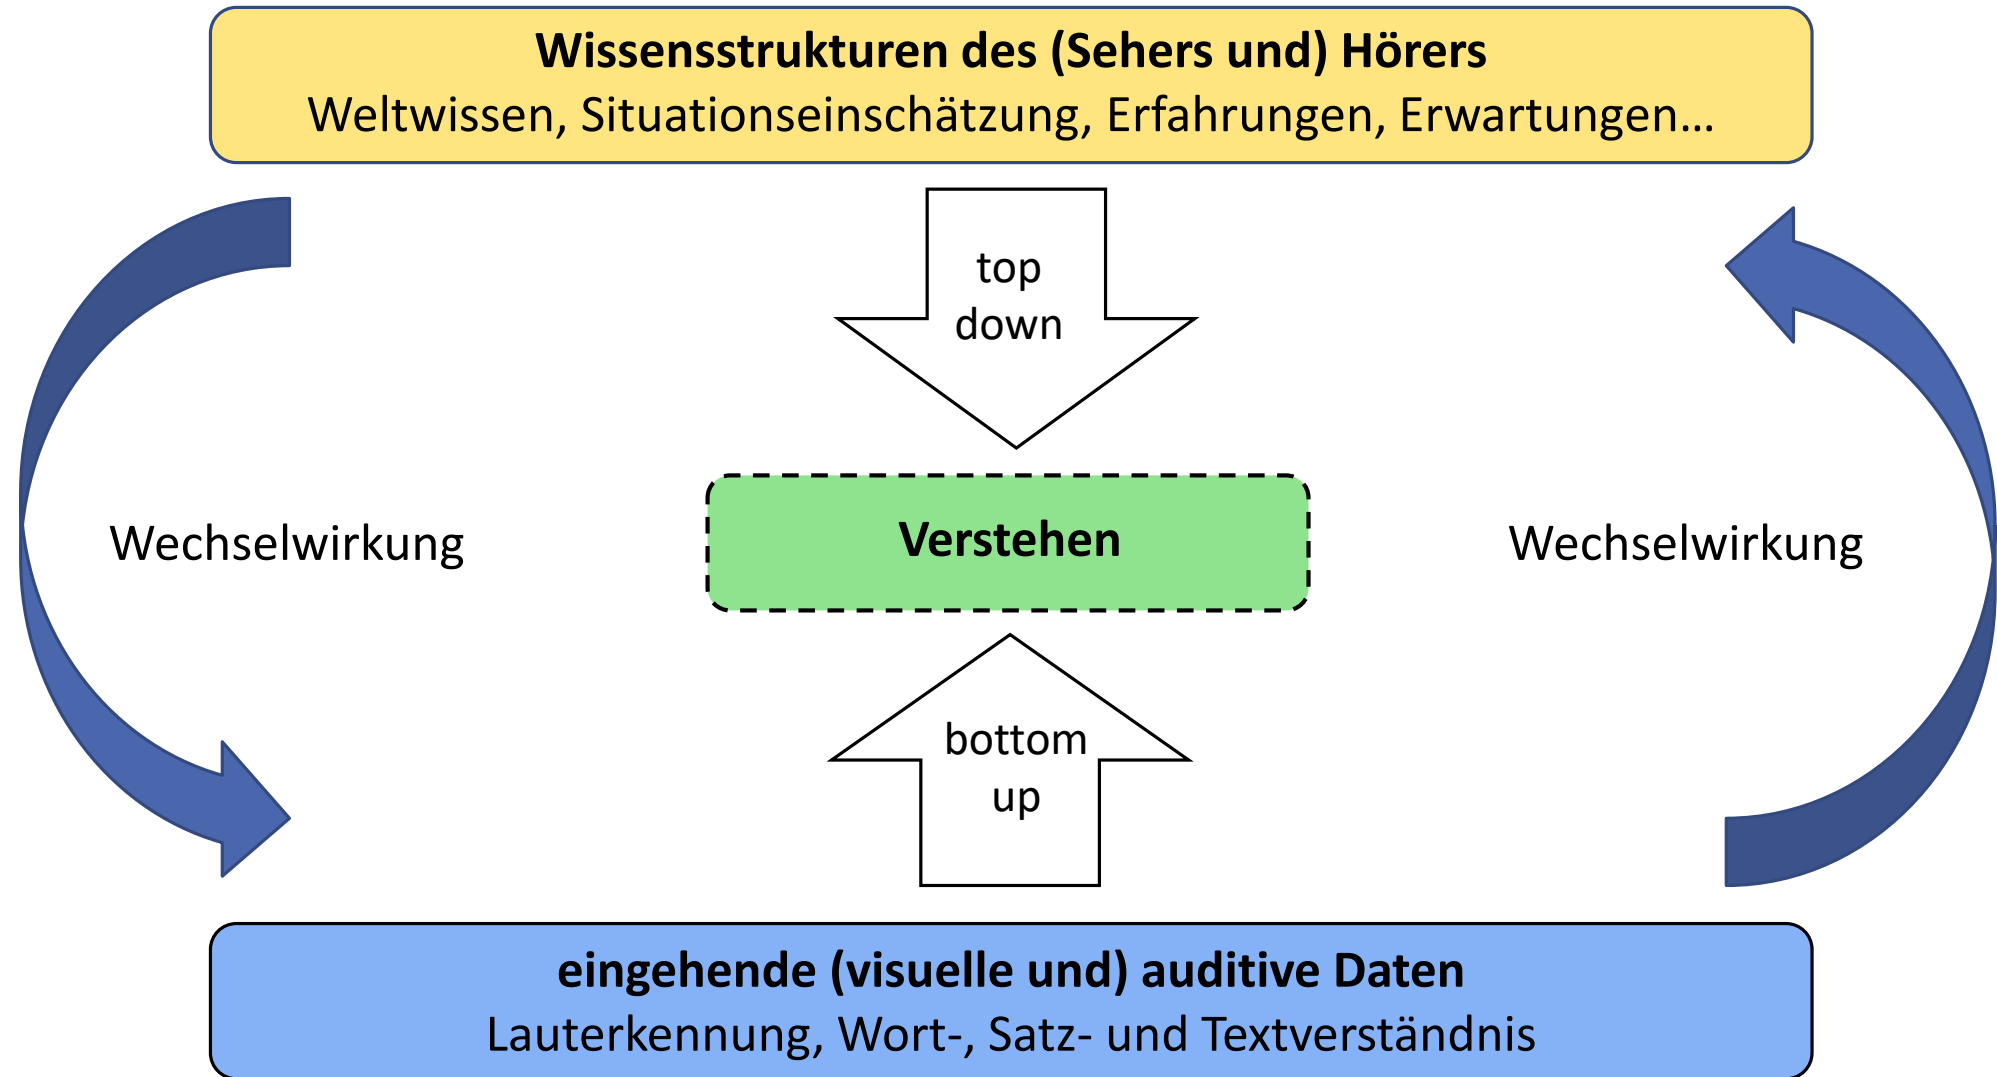 Wissensstrukturen des (Sehers und) Hörers
Weltwissen, Situationseinschätzung, Erfahrungen, Erwartungen…
top
down
Wechselwirkung
Verstehen
Wechselwirkung
bottom
up
eingehende (visuelle und) auditive Daten
Lauterkennung, Wort-, Satz- und Textverständnis